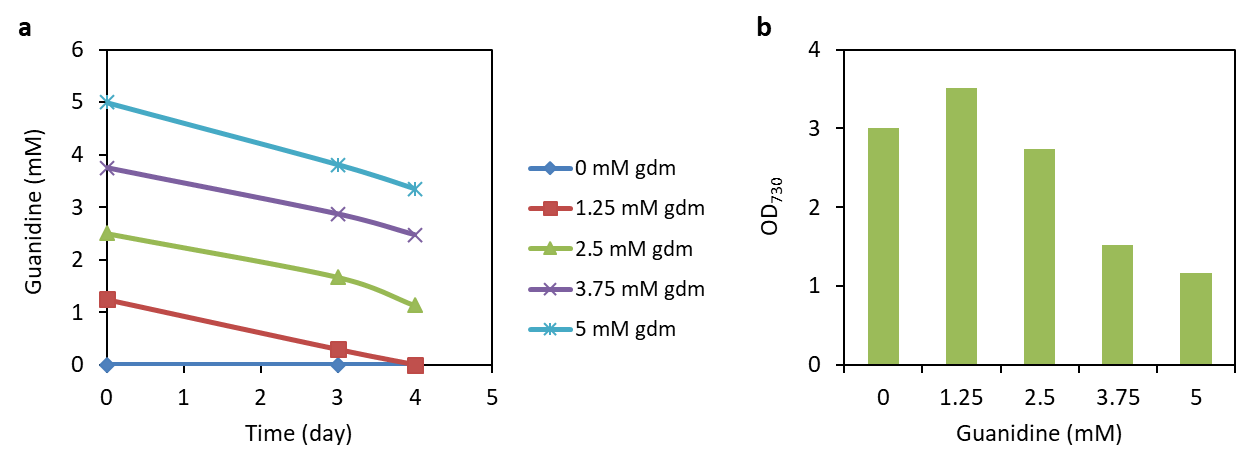 a
6
5
4
3
2
1
0
Guanidine (mM)
0 1 2 3 4 5
Time (day)
0 mM gdm
1.25 mM gdm
2.5 mM gdm
3.75 mM gdm
5 mM gdm
b
4
3
2
1
0
OD730
0 1.25 2.5 3.75 5
Guanidine (mM)